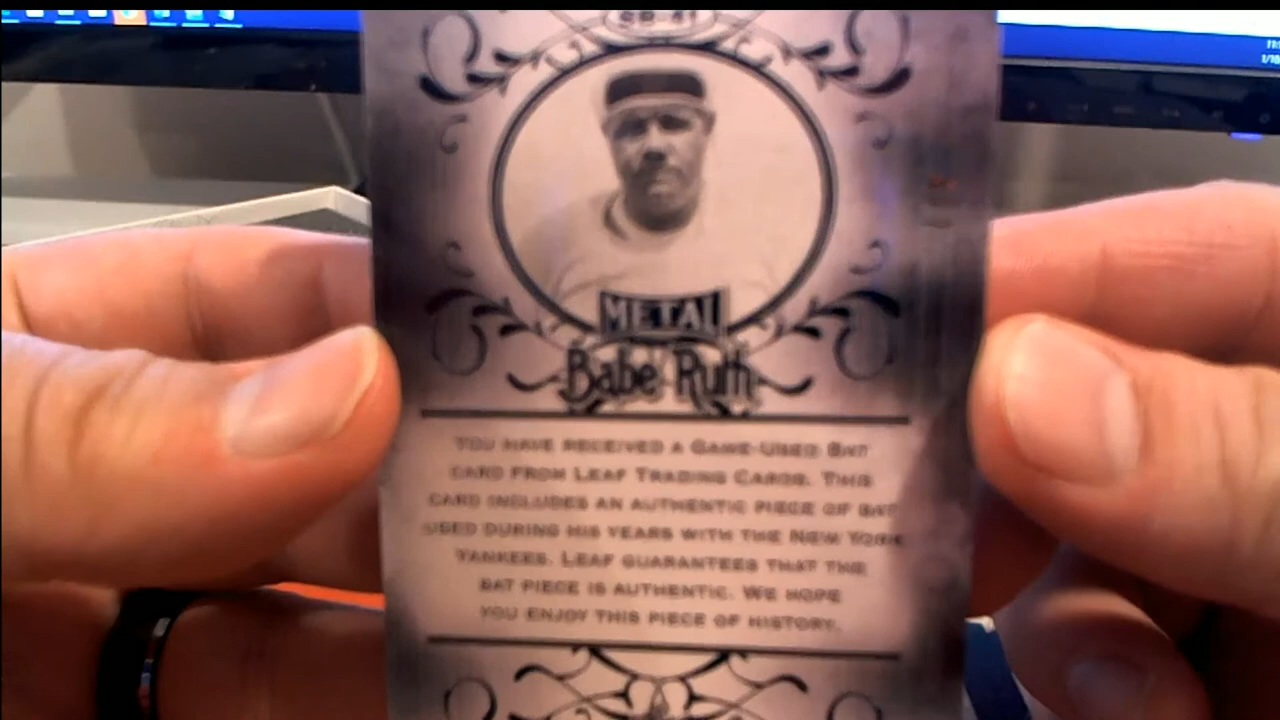 SR-41
METAL
Babe Ruth
YOU HAVE RECEIVED A GAME-USED BAT
CARD FROM LEAF TRADING CARDS. THIS
CARD INCLUDES AN AUTHENTIC PIECE OF BAT
USED DURING HIS YEARS WITH THE NEW YORK
YANKEES. LEAF GUARANTEES THAT THE
BAT PIECE IS AUTHENTIC. WE HOPE
YOU ENJOY THIS PIECE OF HISTORY.